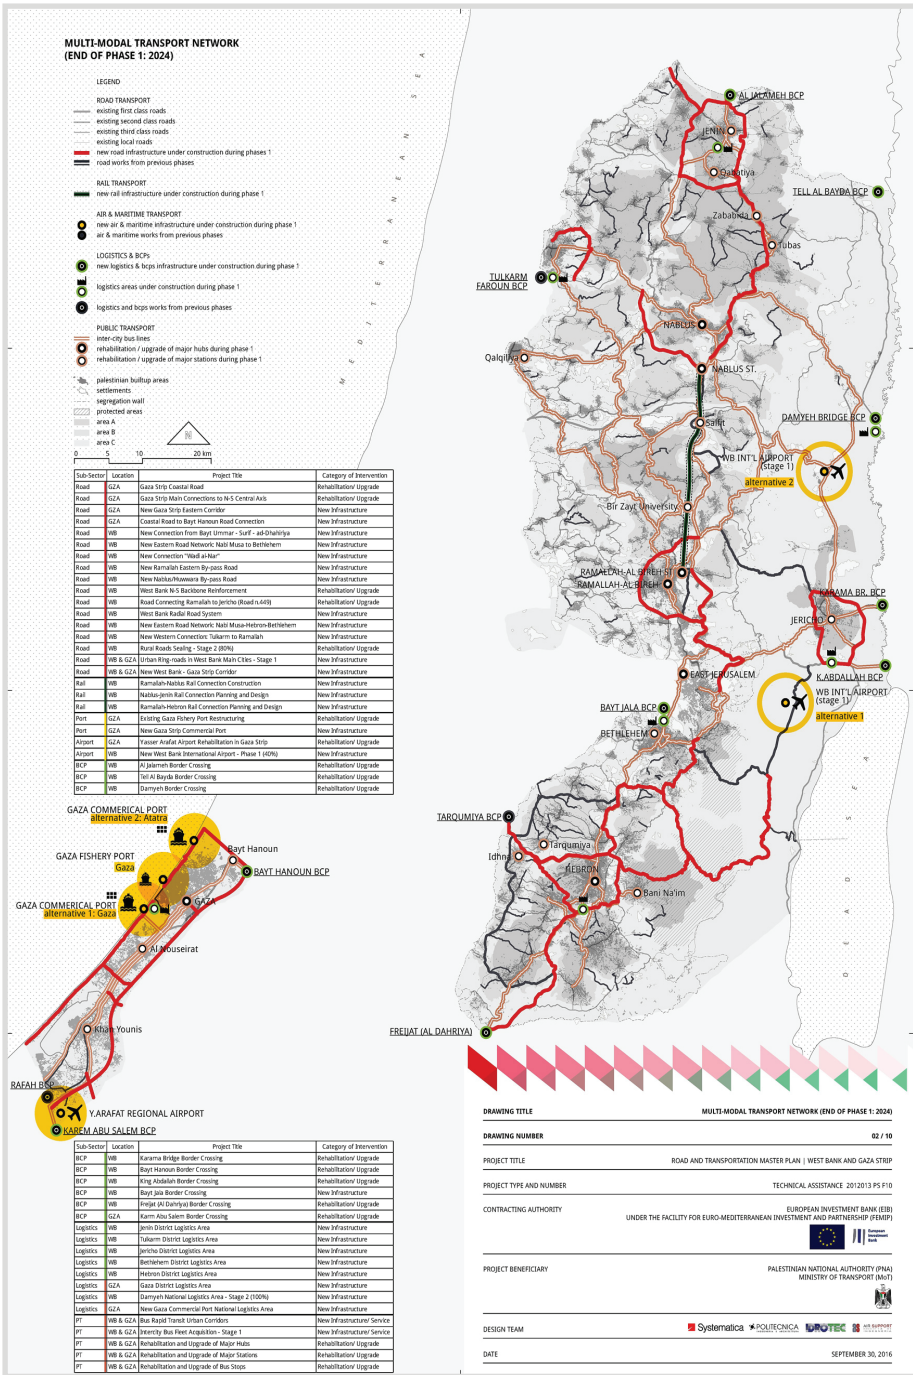 MULTI-MODAL TRANSPORT NETWORK
(END OF PHASE 1: 2024)
LEGEND
ROAD TRANSPORT
existing first class roads
existing second class roads
existing third class roads
existing local roads
new road infrastructure under construction during phases 1
road works from previous phases
RAIL TRANSPORT
new rail infrastructure under construction during phase 1
AIR & MARITIME TRANSPORT
new air & maritime infrastructure under construction during phase 1
air & maritime works from previous phases
LOGISTICS & BCPs
new logistics & bcps infrastructure under construction during phase 1
logistics areas under construction during phase 1
logistics and bcps works from previous phases
PUBLIC TRANSPORT
inter-city bus lines
rehabilitation / upgrade of major hubs during phase 1
rehabilitation / upgrade of major stations during phase 1
palestinian builtup areas
settlements
segregation wall
protected areas
area A
area B
area C
N
0 5 10 20 km
MEDITERRANEAN SEA
Sub-Sector Location Project Title Category of Intervention
Road GZA Gaza Strip Coastal Road Rehabilitation/ Upgrade
Road GZA Gaza Strip Main Connections to N-S Central Axis Rehabilitation/ Upgrade
Road GZA New Gaza Strip Eastern Corridor New Infrastructure
Road GZA Coastal Road to Bayt Hanoun Road Connection New Infrastructure
Road WB New Connection from Bayt Ummar - Surif - ad-Dhahiriya New Infrastructure
Road WB New Eastern Road Network: Nabi Musa to Bethlehem New Infrastructure
Road WB New Connection "Wadi al-Nar" New Infrastructure
Road WB New Ramallah Eastern By-pass Road New Infrastructure
Road WB New Nablus/Huwwara By-pass Road New Infrastructure
Road WB West Bank N-S Backbone Reinforcement Rehabilitation/ Upgrade
Road WB Road Connecting Ramallah to Jericho (Road n.449) Rehabilitation/ Upgrade
Road WB West Bank Radial Road System New Infrastructure
Road WB New Eastern Road Network: Nabi Musa-Hebron-Bethlehem New Infrastructure
Road WB New Western Connection: Tulkarm to Ramallah New Infrastructure
Road WB Rural Roads Sealing - Stage 2 (80%) Rehabilitation/ Upgrade
Road WB & GZA Urban Ring-roads in West Bank Main Cities - Stage 1 New Infrastructure
Road WB & GZA New West Bank - Gaza Strip Corridor New Infrastructure
Rail WB Ramallah-Nablus Rail Connection Construction New Infrastructure
Rail WB Nablus-Jenin Rail Connection Planning and Design New Infrastructure
Rail WB Ramallah-Hebron Rail Connection Planning and Design New Infrastructure
Port GZA Existing Gaza Fishery Port Restructuring Rehabilitation/ Upgrade
Port GZA New Gaza Strip Commercial Port New Infrastructure
Airport GZA Yasser Arafat Airport Rehabilitation in Gaza Strip Rehabilitation/ Upgrade
Airport WB New West Bank International Airport - Phase 1 (40%) New Infrastructure
BCP WB Al Jalameh Border Crossing Rehabilitation/ Upgrade
BCP WB Tell Al Bayda Border Crossing Rehabilitation/ Upgrade
BCP WB Damyeh Border Crossing Rehabilitation/ Upgrade
AL JALAMEH BCP
JENIN
Qabatiya
TELL AL BAYDA BCP
Zababida
Tubas
TULKARM
FAROUN BCP
NABLUS
Qalqiliya
NABLUS ST.
DAMYEH BRIDGE BCP
Salfit
WB INT'L AIRPORT
(stage 1)
alternative 2
Bir Zayt University
RAMALLAH-AL BIREH ST.
RAMALLAH-AL BIREH
KARAMA BR. BCP
JERICHO
EAST JERUSALEM
K.ABDALLAH BCP
WB INT'L AIRPORT
(stage 1)
alternative 1
BAYT JALA BCP
BETHLEHEM
TARQUMIYA BCP
Tarqumiya
Idhna
HEBRON
Bani Na'im
DEAD SEA
FREIJAT (AL DAHRIYA)
GAZA COMMERICAL PORT
alternative 2: Atatra
GAZA FISHERY PORT
Gaza
Bayt Hanoun
BAYT HANOUN BCP
GAZA COMMERICAL PORT
alternative 1: Gaza
GAZA
Al Nouseirat
Khan Younis
RAFAH BCP
Y.ARAFAT REGIONAL AIRPORT
KAREM ABU SALEM BCP
Sub-Sector Location Project Title Category of Intervention
BCP WB Karama Bridge Border Crossing Rehabilitation/ Upgrade
BCP WB Bayt Hanoun Border Crossing Rehabilitation/ Upgrade
BCP WB King Abdalah Border Crossing Rehabilitation/ Upgrade
BCP WB Bayt Jala Border Crossing New Infrastructure
BCP WB Freijat (Al Dahriya) Border Crossing Rehabilitation/ Upgrade
BCP GZA Karm Abu Salem Border Crossing Rehabilitation/ Upgrade
Logistics WB Jenin District Logistics Area New Infrastructure
Logistics WB Tukarm District Logistics Area New Infrastructure
Logistics WB Jericho District Logistics Area New Infrastructure
Logistics WB Bethlehem District Logistics Area New Infrastructure
Logistics WB Hebron District Logistics Area New Infrastructure
Logistics GZA Gaza District Logistics Area New Infrastructure
Logistics WB Damyeh National Logistics Area - Stage 2 (100%) New Infrastructure
Logistics GZA New Gaza Commercial Port National Logistics Area New Infrastructure
PT WB & GZA Bus Rapid Transit Urban Corridors New Infrastructure/ Service
PT WB & GZA Intercity Bus Fleet Acquisition - Stage 1 New Infrastructure/ Service
PT WB & GZA Rehabilitation and Upgrade of Major Hubs Rehabilitation/ Upgrade
PT WB & GZA Rehabilitation and Upgrade of Major Stations Rehabilitation/ Upgrade
PT WB & GZA Rehabilitation and Upgrade of Bus Stops Rehabilitation/ Upgrade
DRAWING TITLE MULTI-MODAL TRANSPORT NETWORK (END OF PHASE 1: 2024)
DRAWING NUMBER 02 / 10
PROJECT TITLE ROAD AND TRANSPORTATION MASTER PLAN | WEST BANK AND GAZA STRIP
PROJECT TYPE AND NUMBER TECHNICAL ASSISTANCE 2012013 PS F10
CONTRACTING AUTHORITY EUROPEAN INVESTMENT BANK (EIB)
UNDER THE FACILITY FOR EURO-MEDITERRANEAN INVESTMENT AND PARTNERSHIP (FEMIP)
European
Investment
Bank
PROJECT BENEFICIARY PALESTINIAN NATIONAL AUTHORITY (PNA)
MINISTRY OF TRANSPORT (MoT)
DESIGN TEAM Systematica POLITECNICA IDROTEC AIR SUPPORT
DATE SEPTEMBER 30, 2016